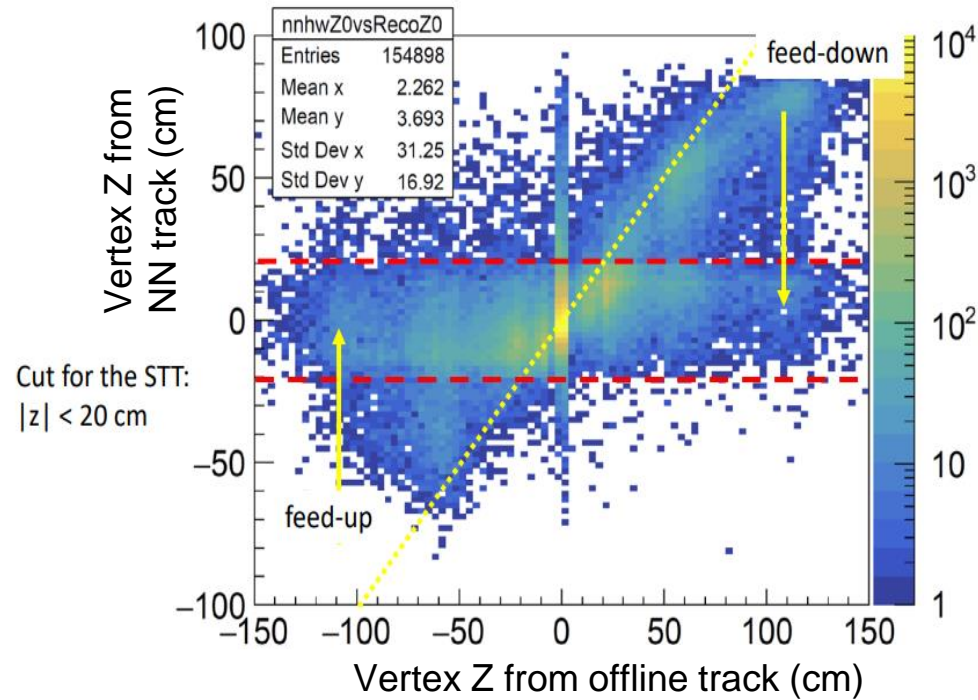 nnhwZ0vsRecoZ0
Entries 154898
Mean x 2.262
Mean y 3.693
Std Dev x 31.25
Std Dev y 16.92
feed-down
feed-up
Vertex Z from
NN track (cm)
Cut for the STT:
|z| < 20 cm
100
50
0
−50
−100
−150 −100 −50 0 50 100 150
Vertex Z from offline track (cm)
10⁴
10³
10²
10
1